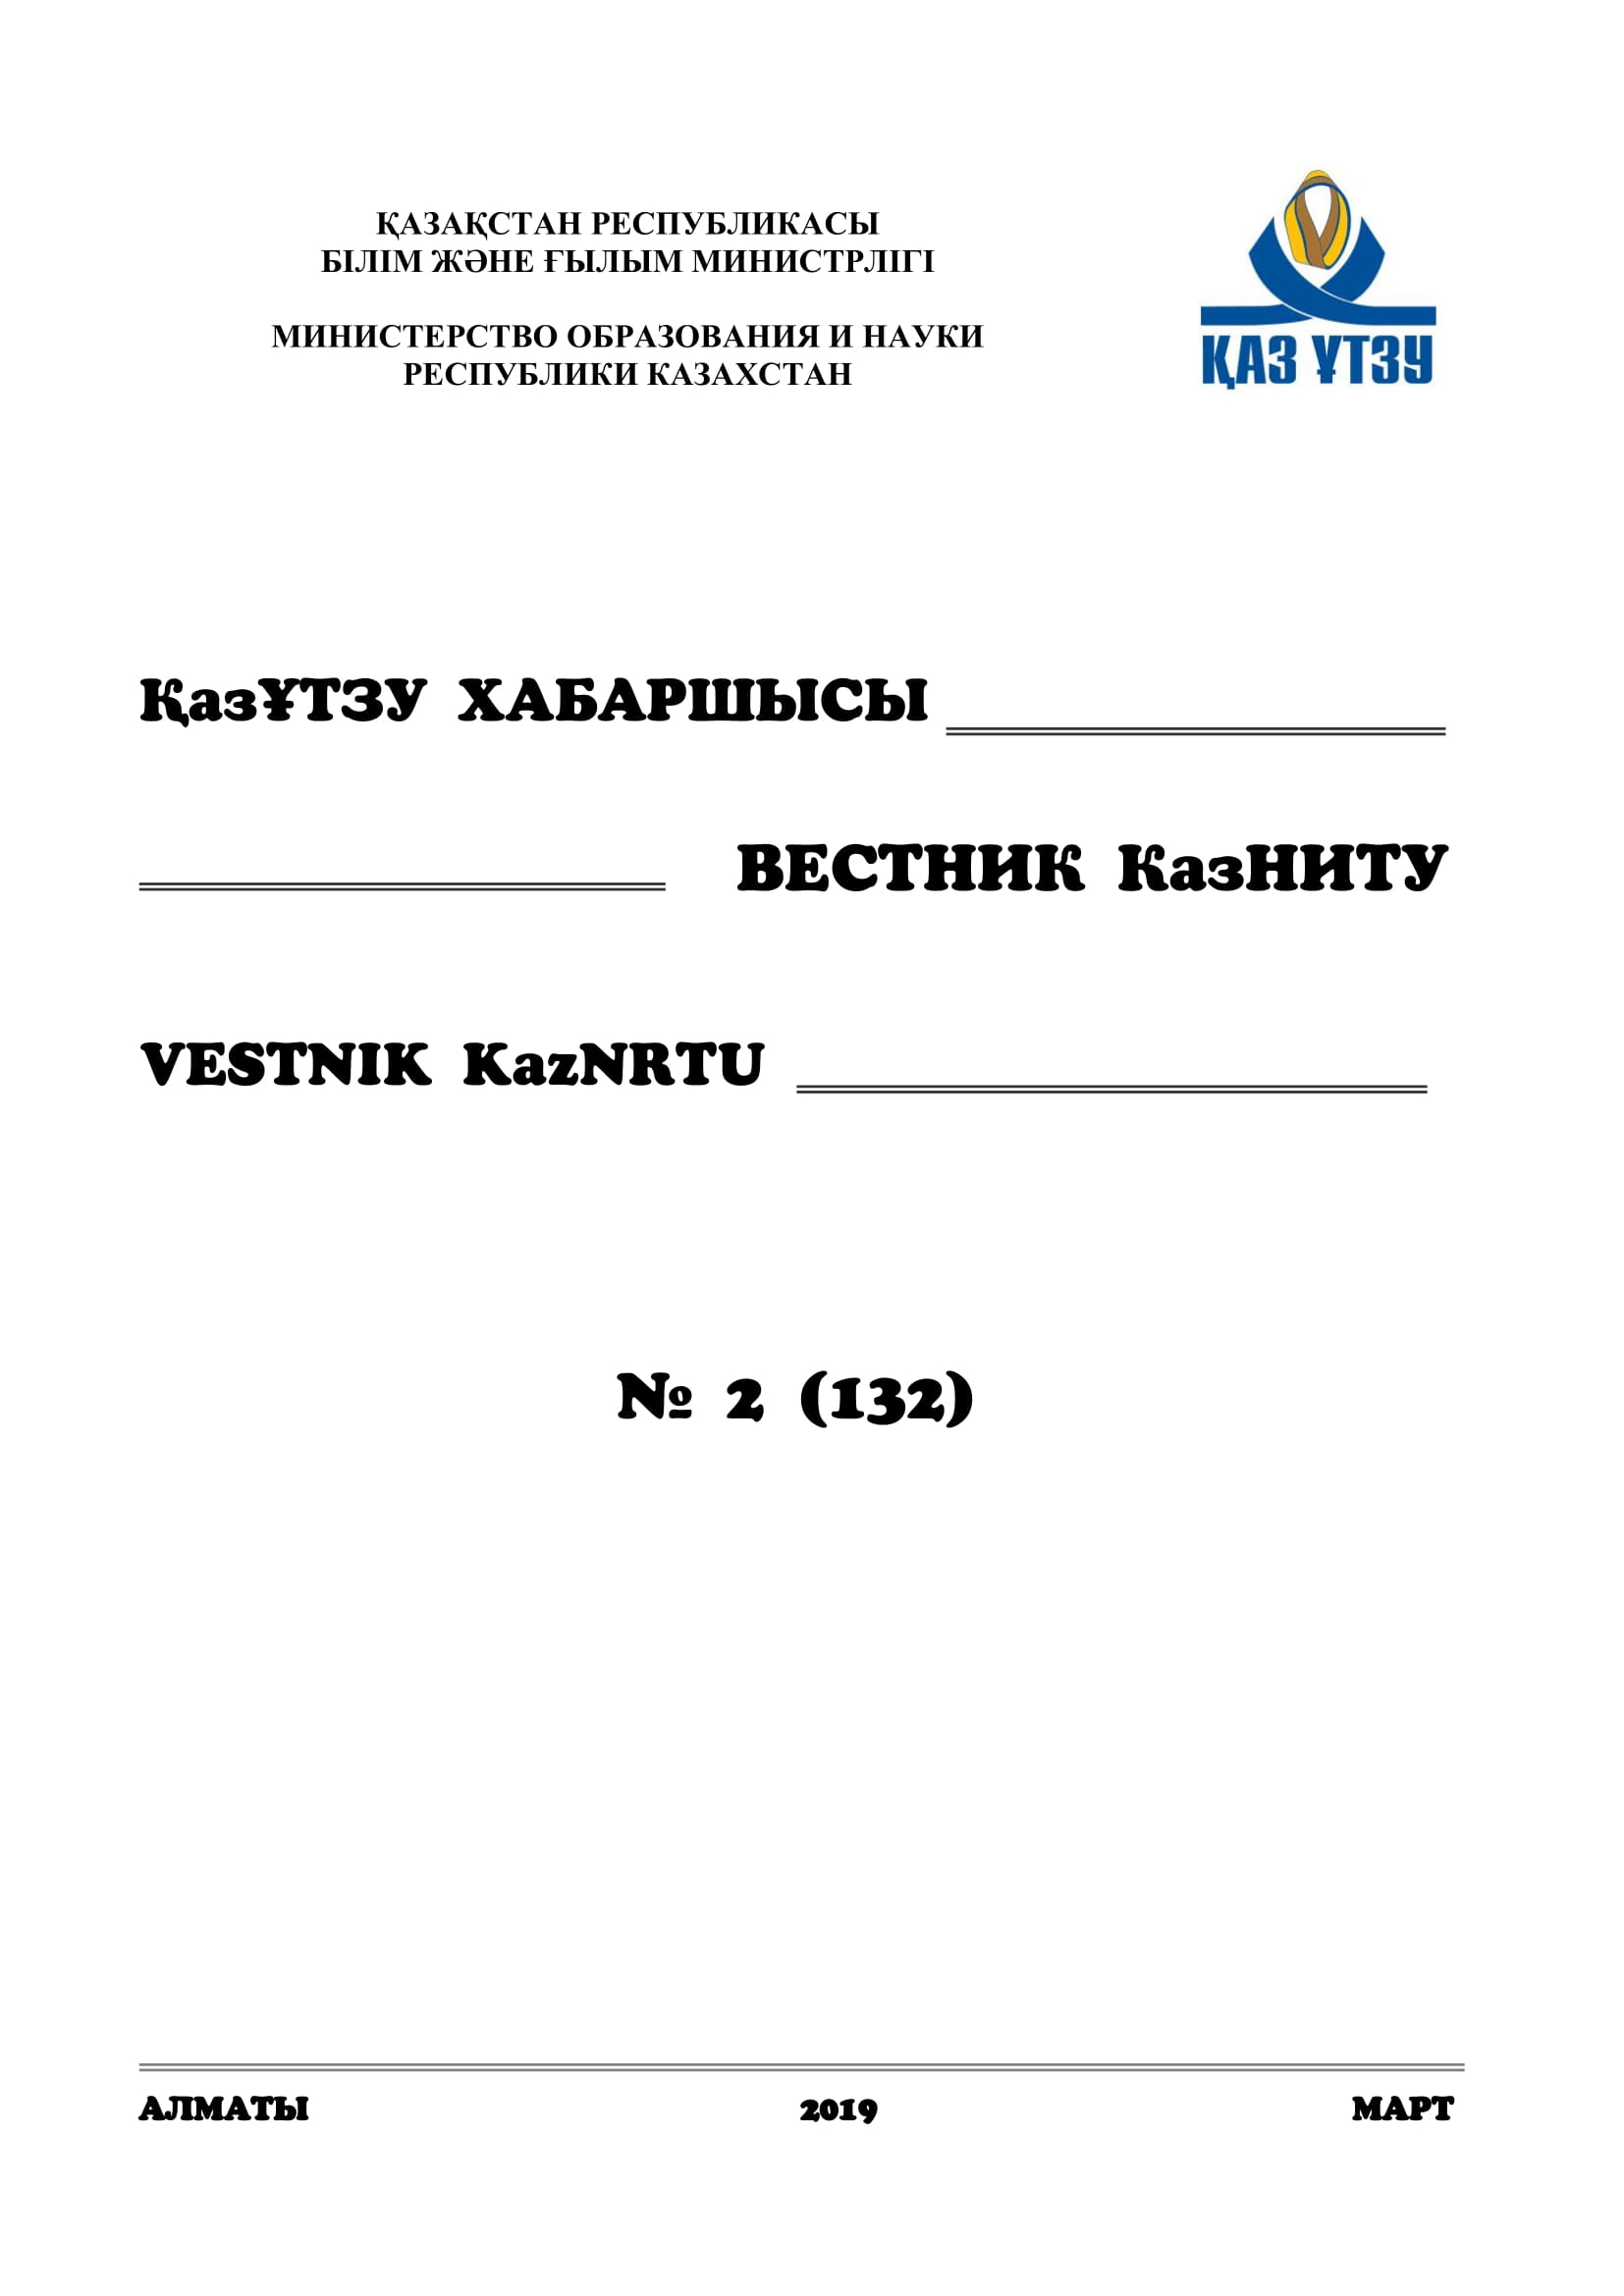 ҚАЗАҚСТАН РЕСПУБЛИКАСЫ
БІЛІМ ЖӘНЕ ҒЫЛЫМ МИНИСТРЛІГІ
МИНИСТЕРСТВО ОБРАЗОВАНИЯ И НАУКИ
РЕСПУБЛИКИ КАЗАХСТАН
ҚАЗ ҰТЗУ
ҚазҰТЗУ ХАБАРШЫСЫ
ВЕСТНИК КазНИТУ
VESTNIK KazNRTU
№ 2 (132)
АЛМАТЫ 2019 МАРТ